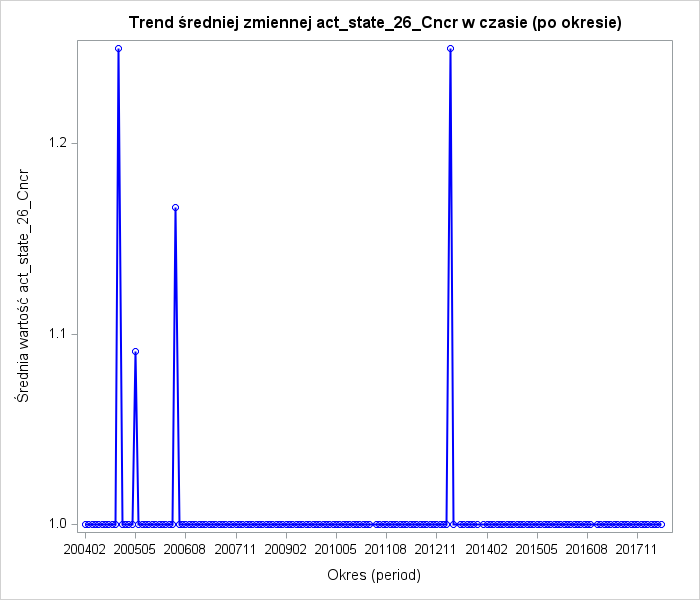 Trend średniej zmiennej act_state_26_Cncr w czasie (po okresie)
Średnia wartość act_state_26_Cncr
1.2
1.1
1.0
200402 200505 200608 200711 200902 201005 201108 201211 201402 201505 201608 201711
Okres (period)